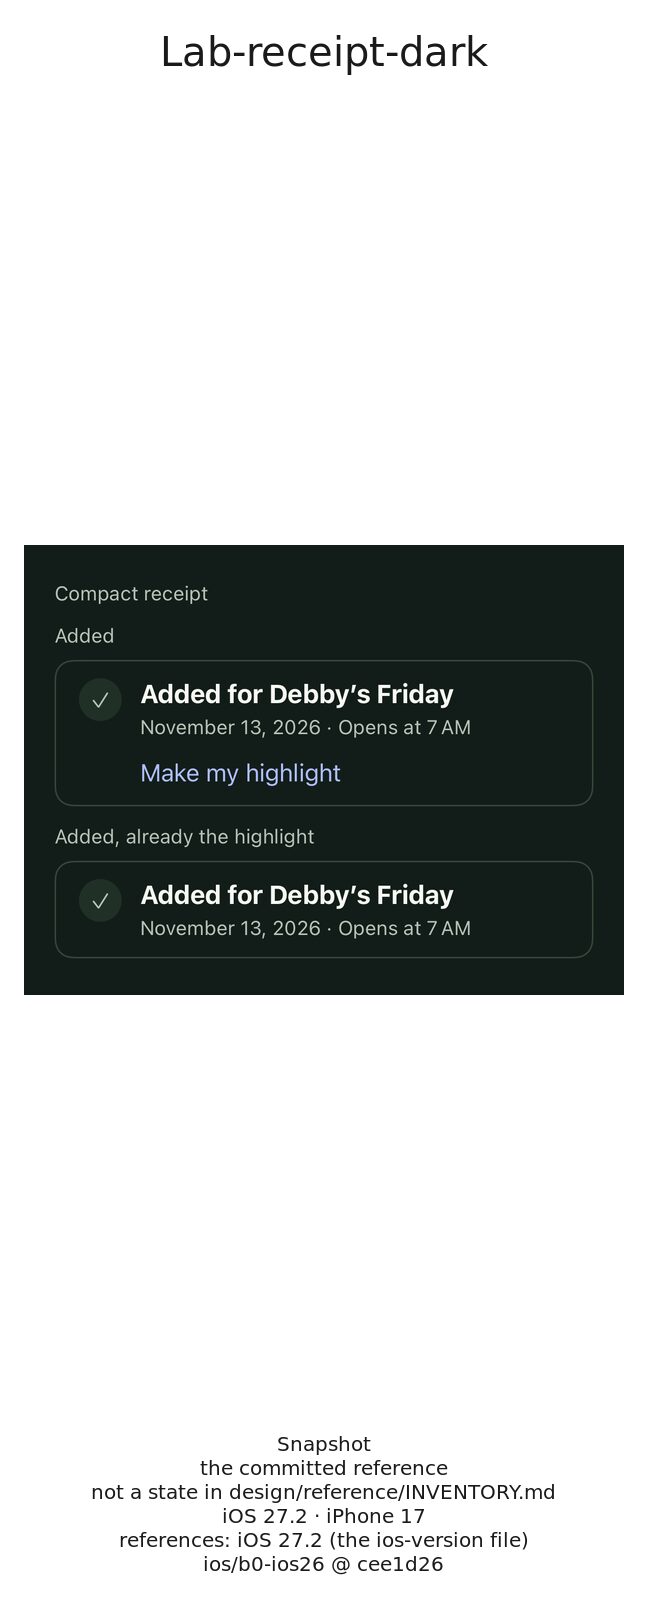 Lab-receipt-dark
Compact receipt
Added
Added for Debby’s Friday
November 13, 2026 · Opens at 7 AM
Make my highlight
Added, already the highlight
Added for Debby’s Friday
November 13, 2026 · Opens at 7 AM
Snapshot
the committed reference
not a state in design/reference/INVENTORY.md
iOS 27.2 · iPhone 17
references: iOS 27.2 (the ios-version file)
ios/b0-ios26 @ cee1d26